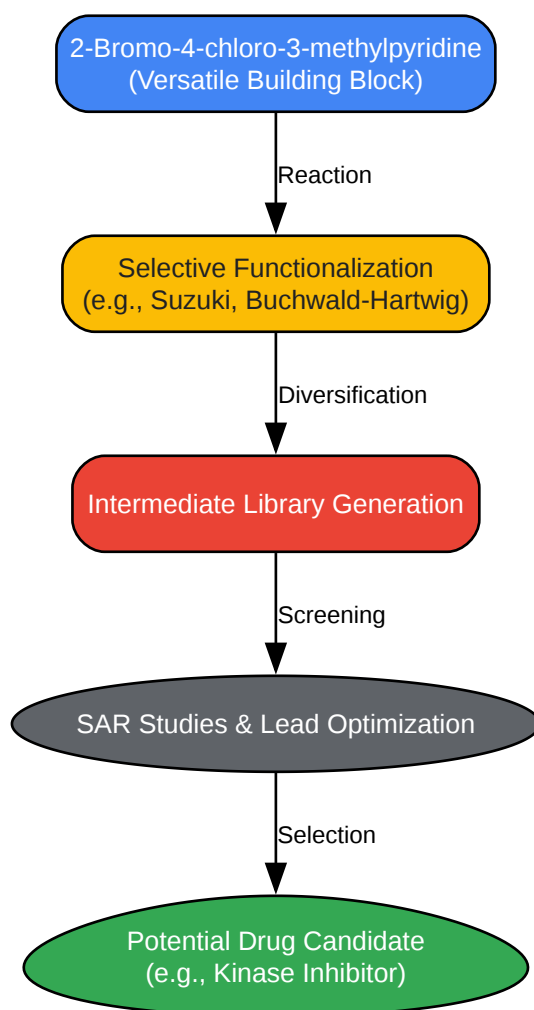 2-Bromo-4-chloro-3-methylpyridine
(Versatile Building Block)
Reaction
Selective Functionalization
(e.g., Suzuki, Buchwald-Hartwig)
Diversification
Intermediate Library Generation
Screening
SAR Studies & Lead Optimization
Selection
Potential Drug Candidate
(e.g., Kinase Inhibitor)